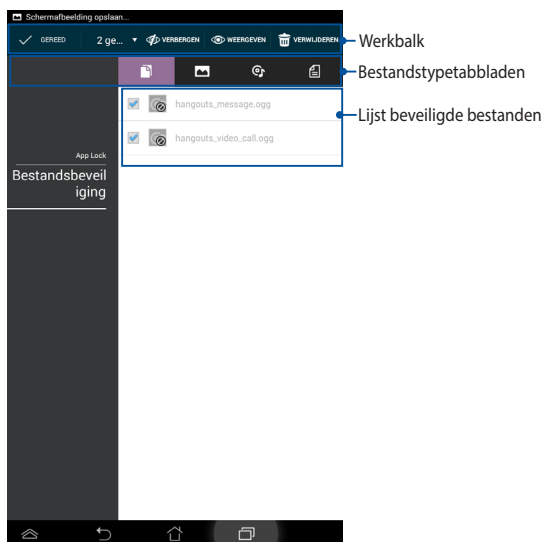 Schermafbeelding opslaan...
GEREED 2 ge... VERBERGEN WEERGEVEN VERWIJDEREN
Werkbalk
Bestandstypetabbladen
hangouts_message.ogg
Lijst beveiligde bestanden
hangouts_video_call.ogg
App Lock
Bestandsbeveil
iging